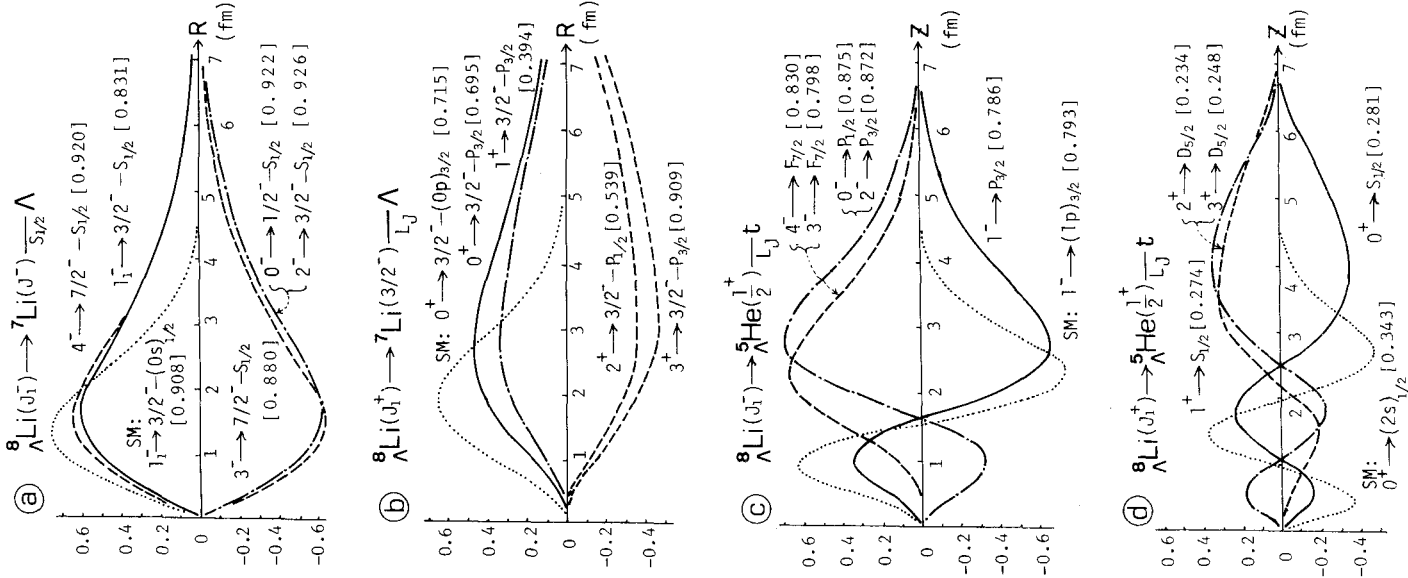 ⓐ
⁸ΛLi(Jᵢ⁻)⟶⁷Li(J⁻) —S1/2— Λ
4⁻⟶7/2⁻−S1/2 [0.920]
1ᵢ⁻⟶3/2⁻−S1/2 [0.831]
SM:
1ᵢ⁻⟶3/2⁻−(0s)1/2
[0.908]
3⁻⟶7/2⁻−S1/2
[0.880]
0⁻⟶1/2⁻−S1/2 [0.922]
2⁻⟶3/2⁻−S1/2 [0.926]
0.6
0.4
0.2
0
-0.2
-0.4
-0.6
1 2 3 4 5 6 7
R
(fm)
ⓑ
⁸ΛLi(Jᵢ⁺)⟶⁷Li(3/2⁻) —LJ— Λ
SM: 0⁺⟶3/2⁻−(0p)3/2 [0.715]
0⁺⟶3/2⁻−P3/2 [0.695]
1⁺⟶3/2⁻−P3/2
[0.394]
2⁺⟶3/2⁻−P1/2 [0.539]
3⁺⟶3/2⁻−P3/2 [0.909]
0.6
0.4
0.2
0
-0.2
-0.4
1 2 3 4 5 6 7
R
(fm)
ⓒ
⁸ΛLi(Jᵢ⁻)⟶⁵ΛHe(1/2⁺) —LJ— t
4⁻⟶F7/2 [0.830]
3⁻⟶F7/2 [0.798]
0⁻⟶P1/2 [0.875]
2⁻⟶P3/2 [0.872]
1⁻⟶P3/2 [0.786]
SM: 1⁻⟶(1p)3/2 [0.793]
0.6
0.4
0.2
0
-0.2
-0.4
-0.6
1 2 3 4 5 6 7
Z
(fm)
ⓓ
⁸ΛLi(Jᵢ⁺)⟶⁵ΛHe(1/2⁺) —LJ— t
1⁺⟶S1/2 [0.274]
2⁺⟶D5/2 [0.234]
3⁺⟶D5/2 [0.248]
SM:
0⁺⟶(2s)1/2 [0.343]
0⁺⟶S1/2 [0.281]
0.4
0.2
0
-0.2
-0.4
1 2 3 4 5 6 7
Z
(fm)